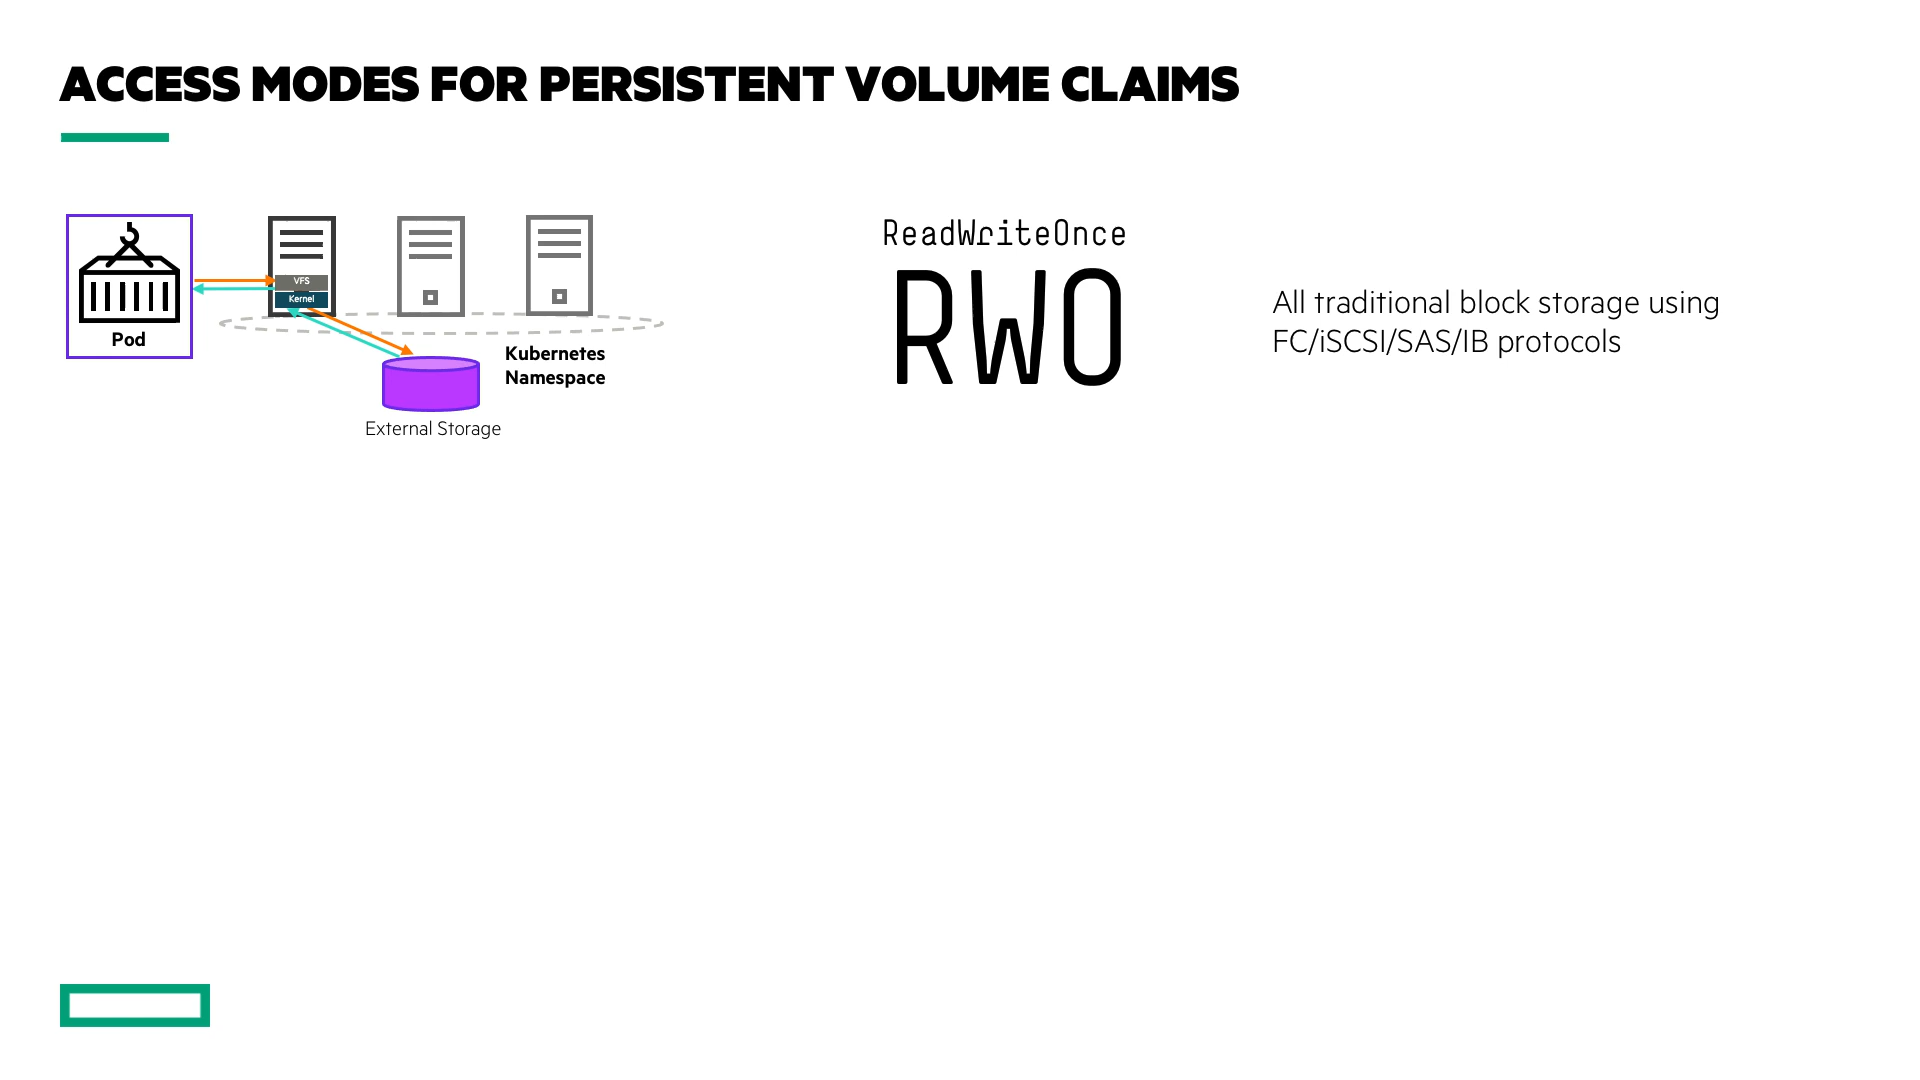 ACCESS MODES FOR PERSISTENT VOLUME CLAIMS
VFS
Kernel
Pod
Kubernetes
Namespace
External Storage
ReadWriteOnce
RWO
All traditional block storage using
FC/iSCSI/SAS/IB protocols